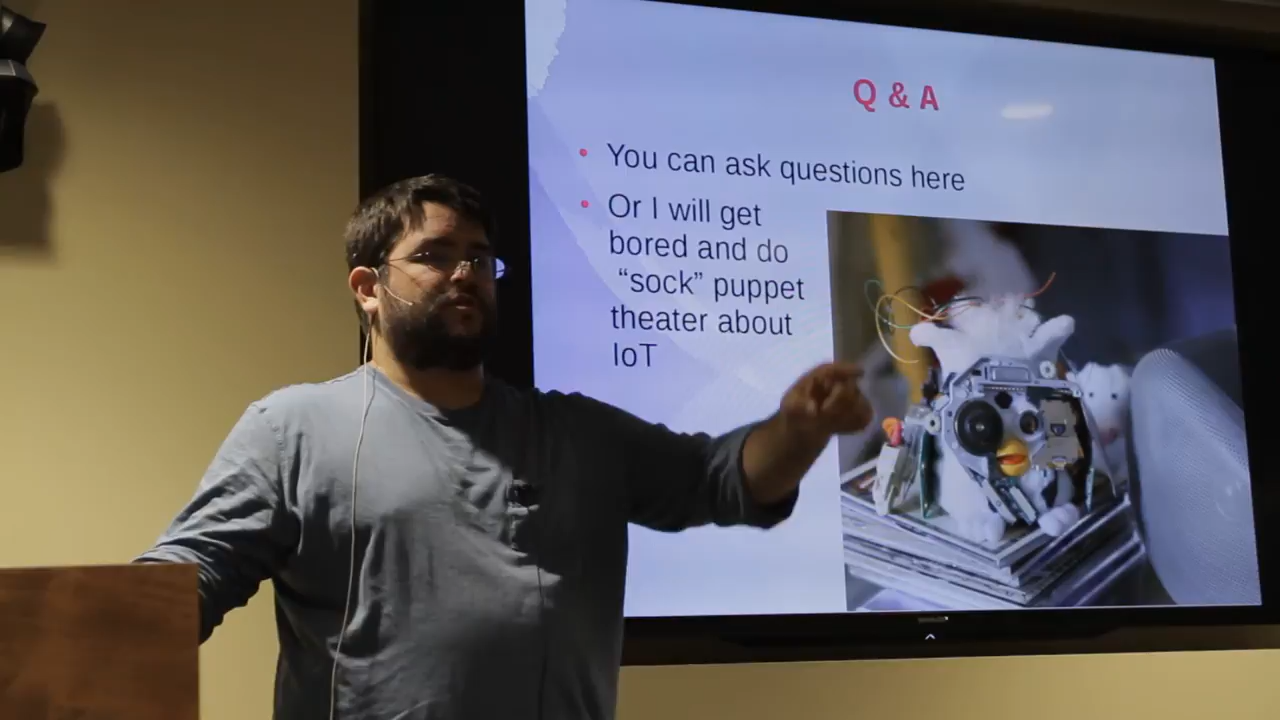 Q & A
You can ask questions here
Or I will get
bored and do
“sock” puppet
theater about
IoT